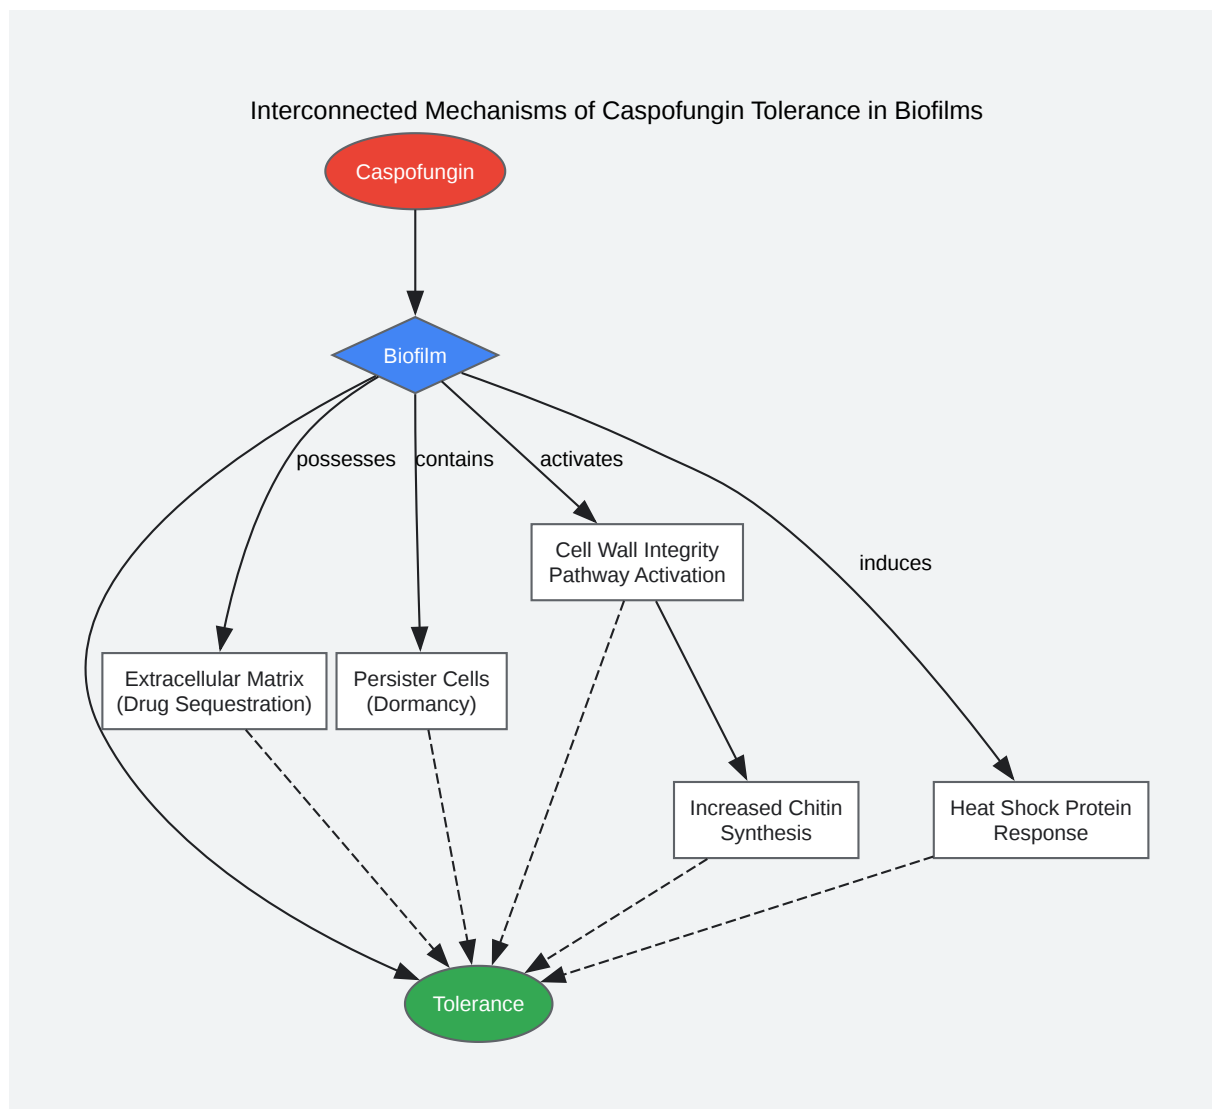 Interconnected Mechanisms of Caspofungin Tolerance in Biofilms
Caspofungin
Biofilm
possesses
contains
activates
Cell Wall Integrity
Pathway Activation
induces
Extracellular Matrix
(Drug Sequestration)
Persister Cells
(Dormancy)
Increased Chitin
Synthesis
Heat Shock Protein
Response
Tolerance